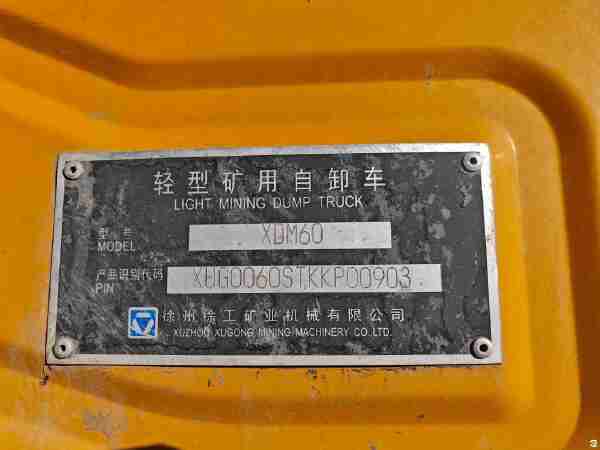 轻型矿用自卸车
LIGHT MINING DUMP TRUCK
型号 MODEL XDM60
产品识别代码 PIN XUG0060STKKP00903
徐州徐工矿业机械有限公司
XUZHOU XUGONG MINING MACHINERY CO.LTD.